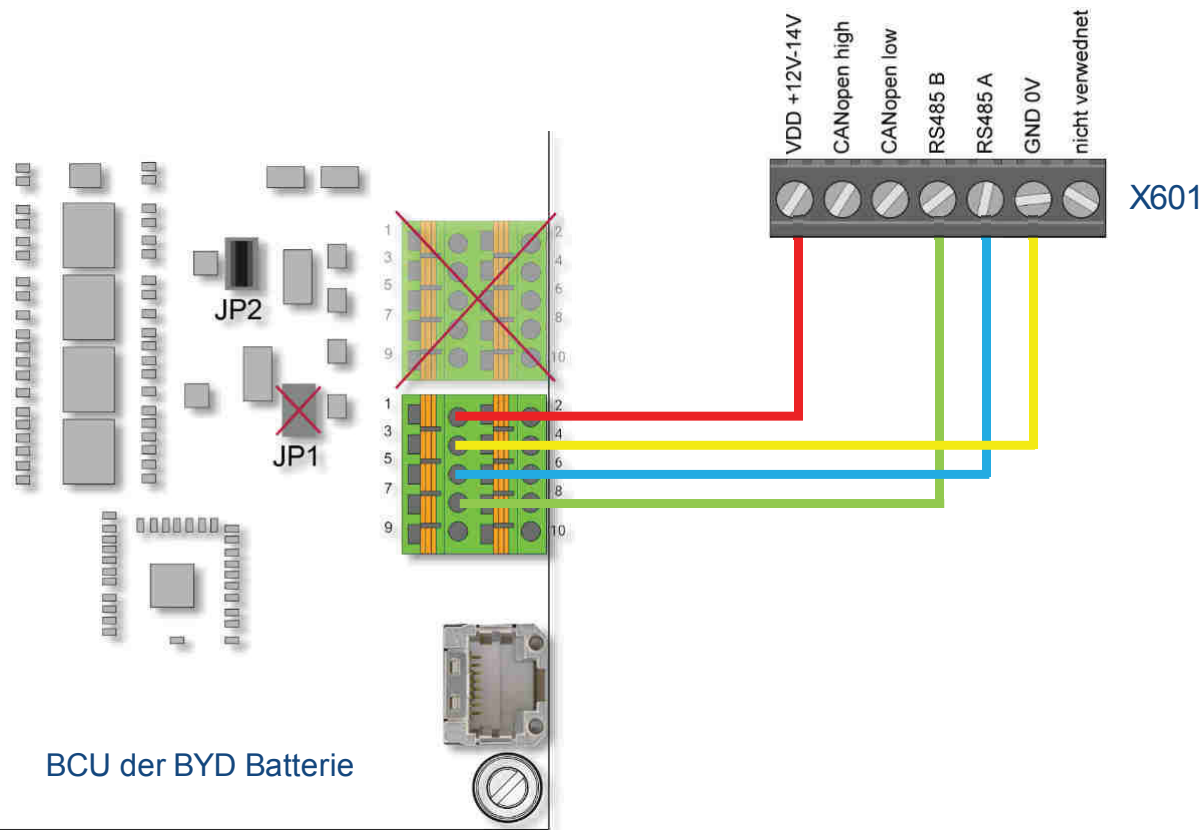 VDD +12V-14V
CANopen high
CANopen low
RS485 B
RS485 A
GND 0V
nicht verwednet
X601
1
2
3
4
5
6
7
8
9
10
JP2
JP1
1
2
3
4
5
6
7
8
9
10
BCU der BYD Batterie